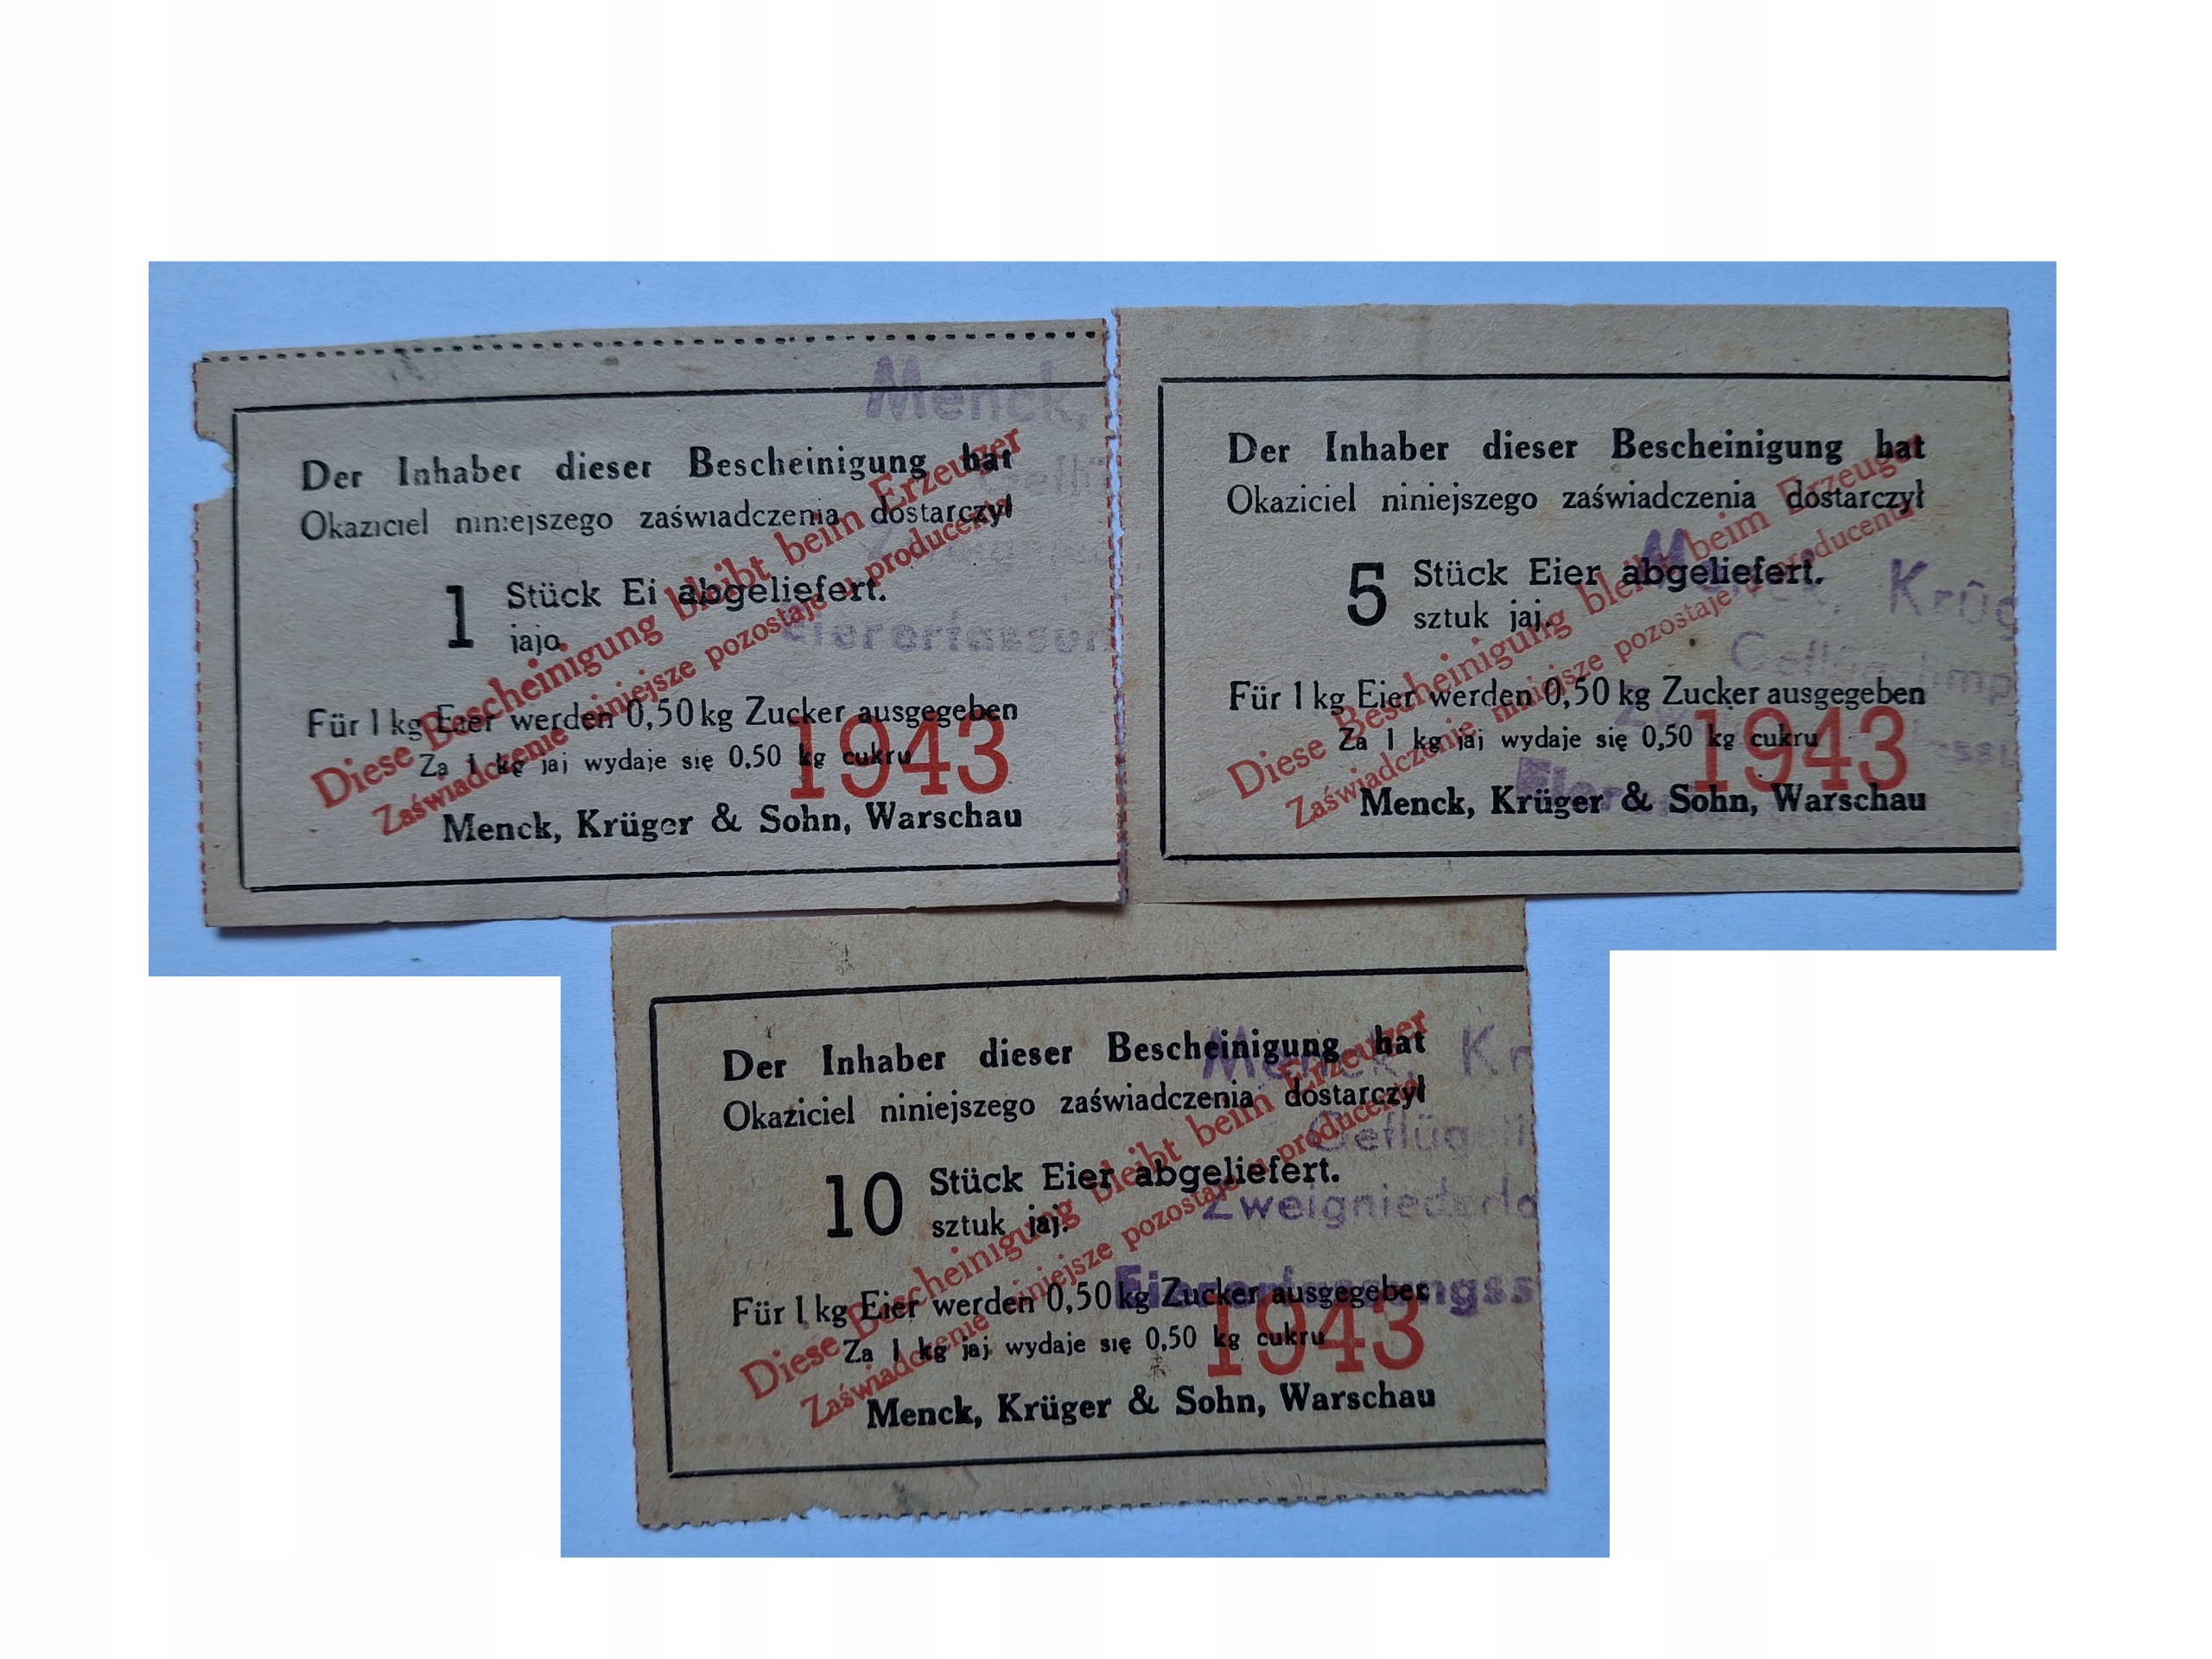 Der Inhaber dieser Bescheinigung hat
Okaziciel niniejszego zaświadczenia dostarczył
1 Stück Ei abgeliefert.
jajo
Für 1 kg Eier werden 0,50 kg Zucker ausgegeben
Za 1 kg jaj wydaje się 0.50 kg cukru
Menck, Krüger & Sohn, Warschau
Diese Bescheinigung bleibt beim Erzeuger
Zaświadczenie niniejsze pozostaje u producenta
1943
Menck,
Der Inhaber dieser Bescheinigung hat
Okaziciel niniejszego zaświadczenia dostarczył
5 Stück Eier abgeliefert.
sztuk jaj.
Für 1 kg Eier werden 0,50 kg Zucker ausgegeben
Za 1 kg jaj wydaje się 0,50 kg cukru
Menck, Krüger & Sohn, Warschau
Diese Bescheinigung bleibt beim Erzeuger
Zaświadczenie niniejsze pozostaje u producenta
1943
Menck, Krüg
Der Inhaber dieser Bescheinigung hat
Okaziciel niniejszego zaświadczenia dostarczył
10 Stück Eier abgeliefert.
sztuk jaj.
Für 1 kg Eier werden 0,50 kg Zucker ausgegeben
Za 1 kg jaj wydaje się 0,50 kg cukru
Menck, Krüger & Sohn, Warschau
Diese Bescheinigung bleibt beim Erzeuger
Zaświadczenie niniejsze pozostaje u producenta
1943
Menck, Kr
Zweigniederla
Eiererfassungss